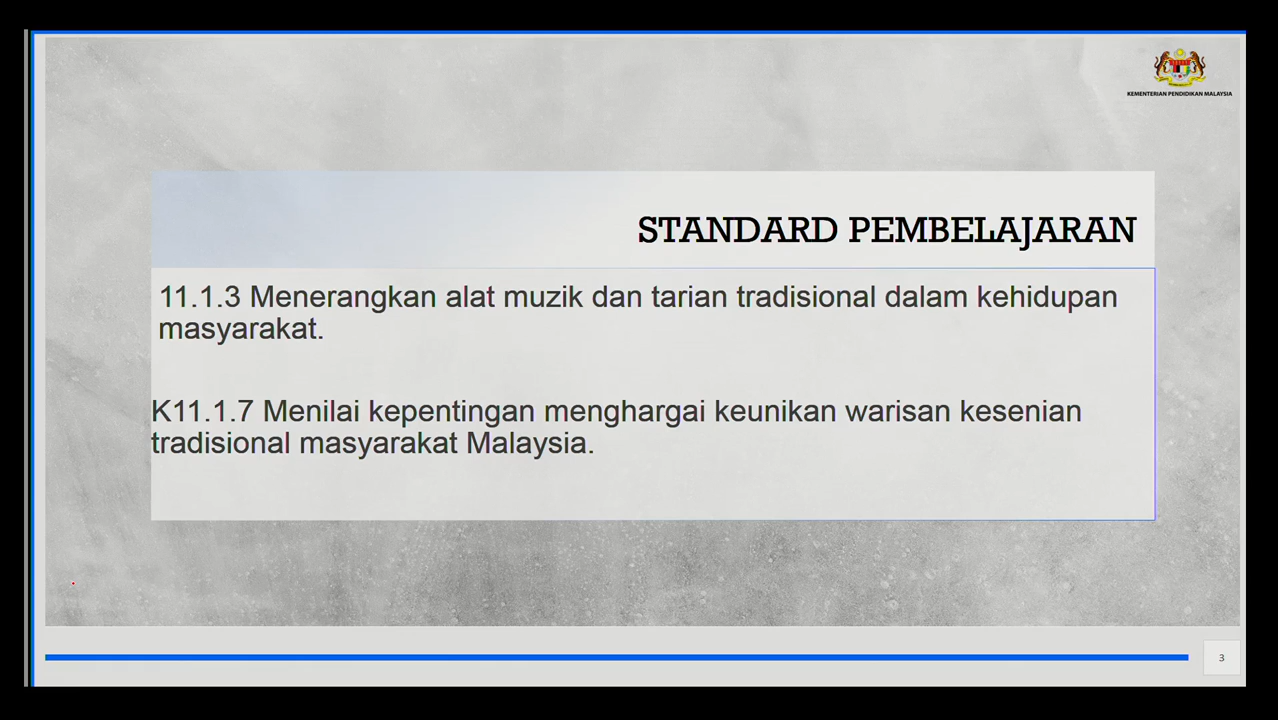 KEMENTERIAN PENDIDIKAN MALAYSIA
STANDARD PEMBELAJARAN
11.1.3 Menerangkan alat muzik dan tarian tradisional dalam kehidupan
masyarakat.
K11.1.7 Menilai kepentingan menghargai keunikan warisan kesenian
tradisional masyarakat Malaysia.
3